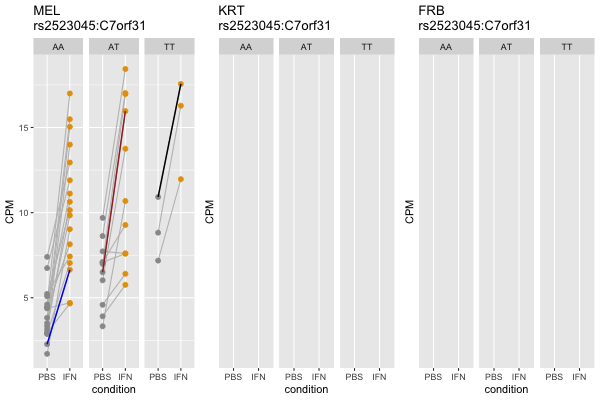 MEL
rs2523045:C7orf31
AA AT TT
CPM
15
10
5
PBS IFN PBS IFN PBS IFN
condition
KRT
rs2523045:C7orf31
AA AT TT
CPM
PBS IFN PBS IFN PBS IFN
condition
FRB
rs2523045:C7orf31
AA AT TT
CPM
PBS IFN PBS IFN PBS IFN
condition